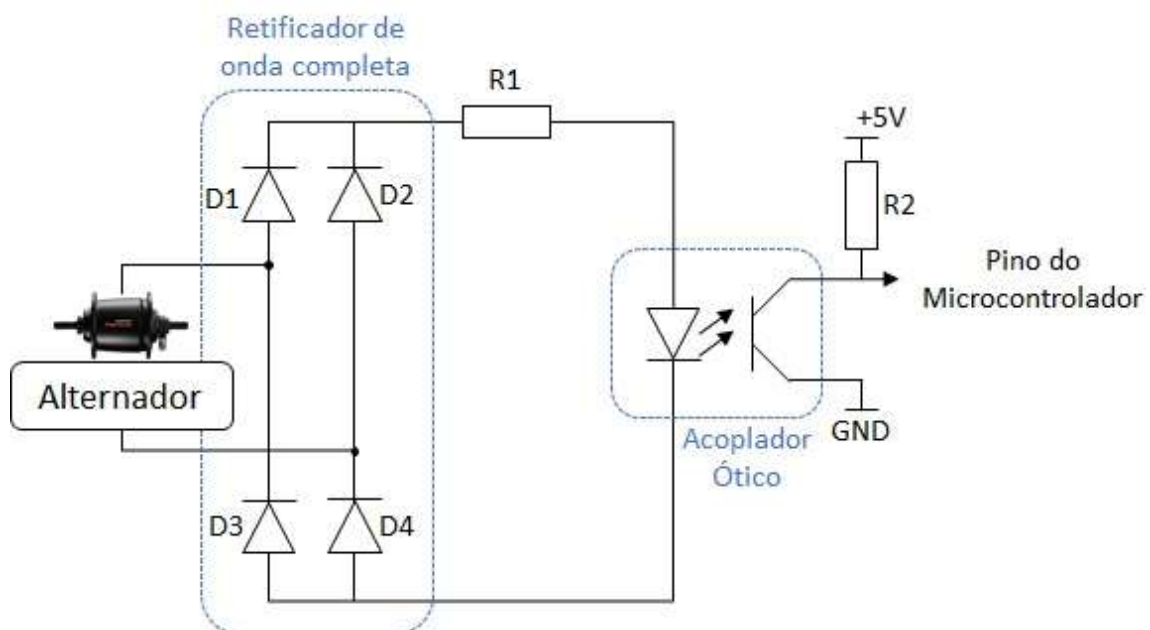 Retificador de
onda completa
R1
+5V
D1
D2
R2
Pino do
Microcontrolador
Alternador
GND
Acoplador
Ótico
D3
D4